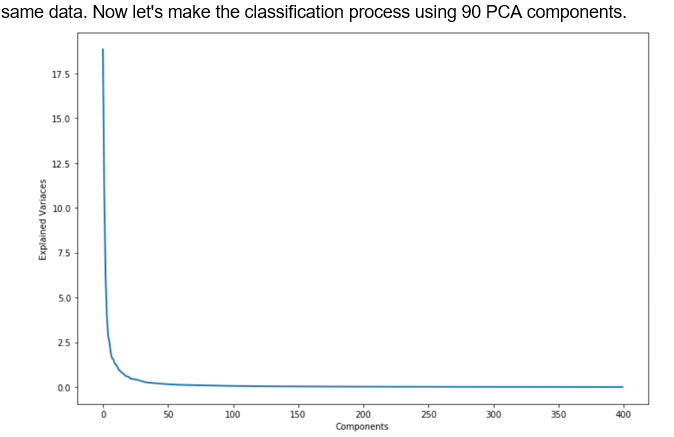 same data. Now let's make the classification process using 90 PCA components.
17.5
15.0
12.5
10.0
7.5
5.0
2.5
0.0
Explained Variaces
0 50 100 150 200 250 300 350 400
Components